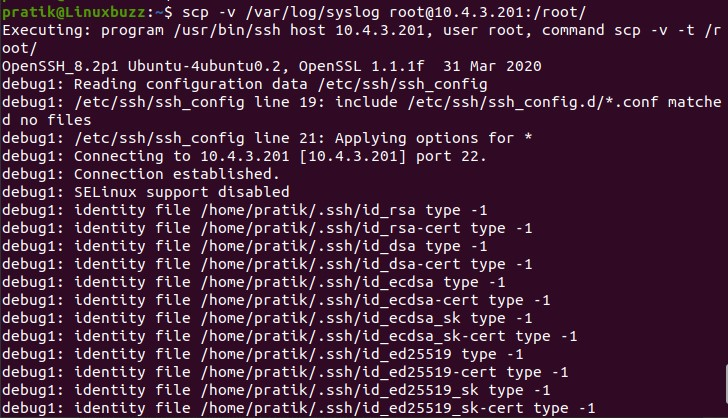 pratik@Linuxbuzz:~$ scp -v /var/log/syslog root@10.4.3.201:/root/
Executing: program /usr/bin/ssh host 10.4.3.201, user root, command scp -v -t /r
oot/
OpenSSH_8.2p1 Ubuntu-4ubuntu0.2, OpenSSL 1.1.1f  31 Mar 2020
debug1: Reading configuration data /etc/ssh/ssh_config
debug1: /etc/ssh/ssh_config line 19: include /etc/ssh/ssh_config.d/*.conf matche
d no files
debug1: /etc/ssh/ssh_config line 21: Applying options for *
debug1: Connecting to 10.4.3.201 [10.4.3.201] port 22.
debug1: Connection established.
debug1: SELinux support disabled
debug1: identity file /home/pratik/.ssh/id_rsa type -1
debug1: identity file /home/pratik/.ssh/id_rsa-cert type -1
debug1: identity file /home/pratik/.ssh/id_dsa type -1
debug1: identity file /home/pratik/.ssh/id_dsa-cert type -1
debug1: identity file /home/pratik/.ssh/id_ecdsa type -1
debug1: identity file /home/pratik/.ssh/id_ecdsa-cert type -1
debug1: identity file /home/pratik/.ssh/id_ecdsa_sk type -1
debug1: identity file /home/pratik/.ssh/id_ecdsa_sk-cert type -1
debug1: identity file /home/pratik/.ssh/id_ed25519 type -1
debug1: identity file /home/pratik/.ssh/id_ed25519-cert type -1
debug1: identity file /home/pratik/.ssh/id_ed25519_sk type -1
debug1: identity file /home/pratik/.ssh/id_ed25519_sk-cert type -1